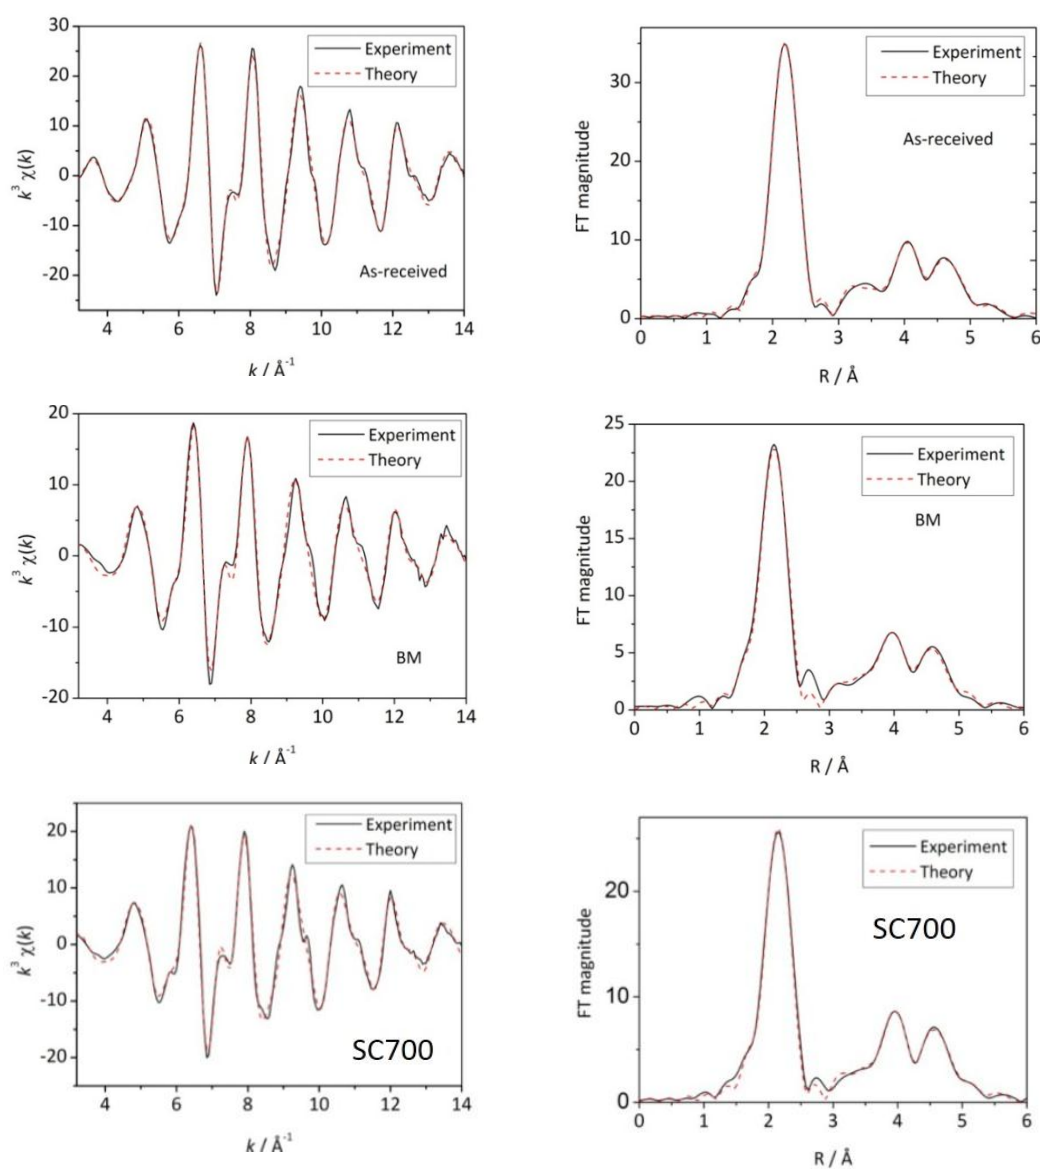 30
20
10
0
-10
-20
k³ χ(k)
Experiment
Theory
As-received
4 6 8 10 12 14
k / Å⁻¹
30
20
10
0
FT magnitude
Experiment
Theory
As-received
0 1 2 3 4 5 6
R / Å
20
10
0
-10
-20
k³ χ(k)
Experiment
Theory
BM
4 6 8 10 12 14
k / Å⁻¹
25
20
15
10
5
0
FT magnitude
Experiment
Theory
BM
0 1 2 3 4 5 6
R / Å
20
10
0
-10
-20
k³ χ(k)
Experiment
Theory
SC700
4 6 8 10 12 14
k / Å⁻¹
20
10
0
FT magnitude
Experiment
Theory
SC700
0 1 2 3 4 5 6
R / Å